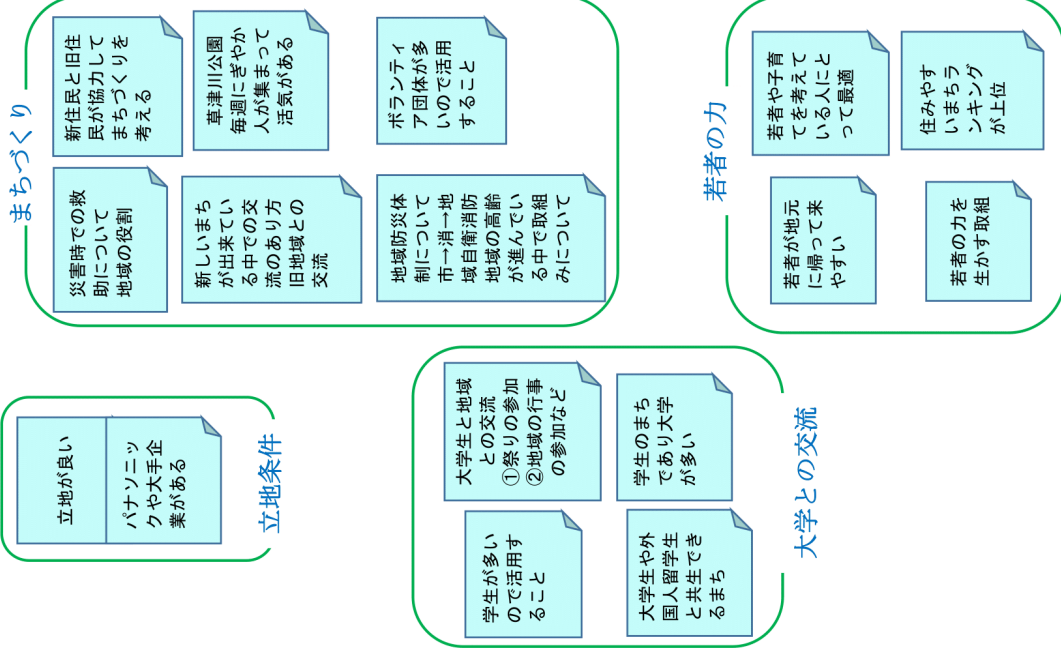 まちづくり
災害時での救
助について
地域の役割
新住民と旧住
民が協力して
まちづくりを
考える
新しいまち
が出来てい
る中での交
流のあり方
旧地域との
交流
草津川公園
毎週にぎやか
人が集まって
活気がある
地域防災体
制について
市→消→地
域自衛消防
地域の高齢
が進んでい
る中で取組
みについて
ボランティ
ア団体が多
いので活用
すること
若者の力
若者が地元
に帰って来
やすい
若者や子育
てを考えて
いる人にと
って最適
若者の力を
生かす取組
住みやす
いまちラ
ンキング
が上位
立地が良い
パナソニッ
クや大手企
業がある
立地条件
学生が多い
ので活用す
ること
大学生と地域
との交流
①祭りの参加
②地域の行事
の参加など
大学生や外
国人留学生
と共生でき
るまち
学生のまち
であり大学
が多い
大学との交流